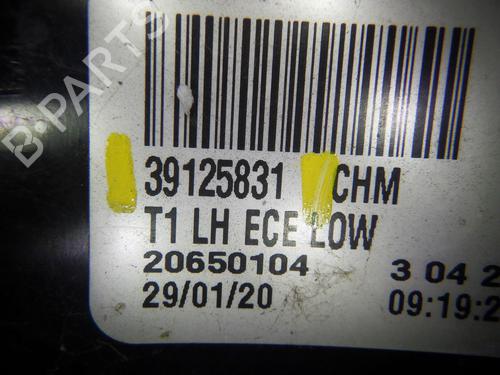 B-PARTS
39125831 CHM
T1 LH ECE LOW
20650104 3 04 2
29/01/20 09:19:2